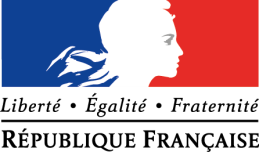 Liberté • Égalité • Fraternité
RÉPUBLIQUE FRANÇAISE